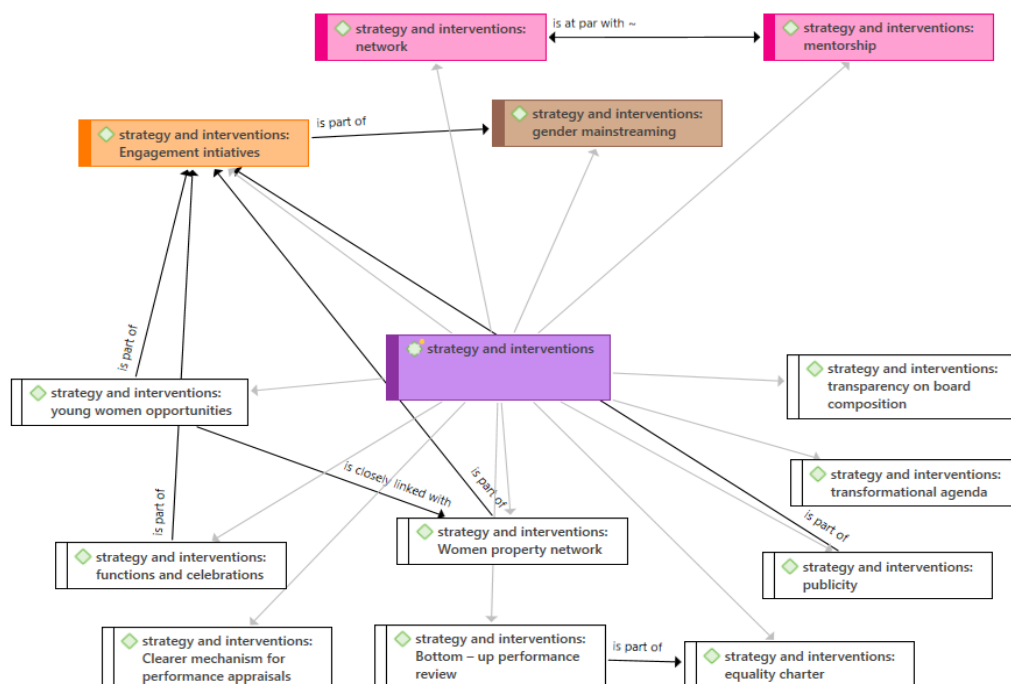 strategy and interventions:
network
is at par with ~
strategy and interventions:
mentorship
strategy and interventions:
Engagement intiatives
is part of
strategy and interventions:
gender mainstreaming
strategy and interventions
is part of
strategy and interventions:
young women opportunities
strategy and interventions:
transparency on board
composition
is closely linked with
is part of
is part of
strategy and interventions:
transformational agenda
is part of
strategy and interventions:
functions and celebrations
strategy and interventions:
Women property network
strategy and interventions:
publicity
strategy and interventions:
Clearer mechanism for
performance appraisals
strategy and interventions:
Bottom – up performance
review
is part of
strategy and interventions:
equality charter